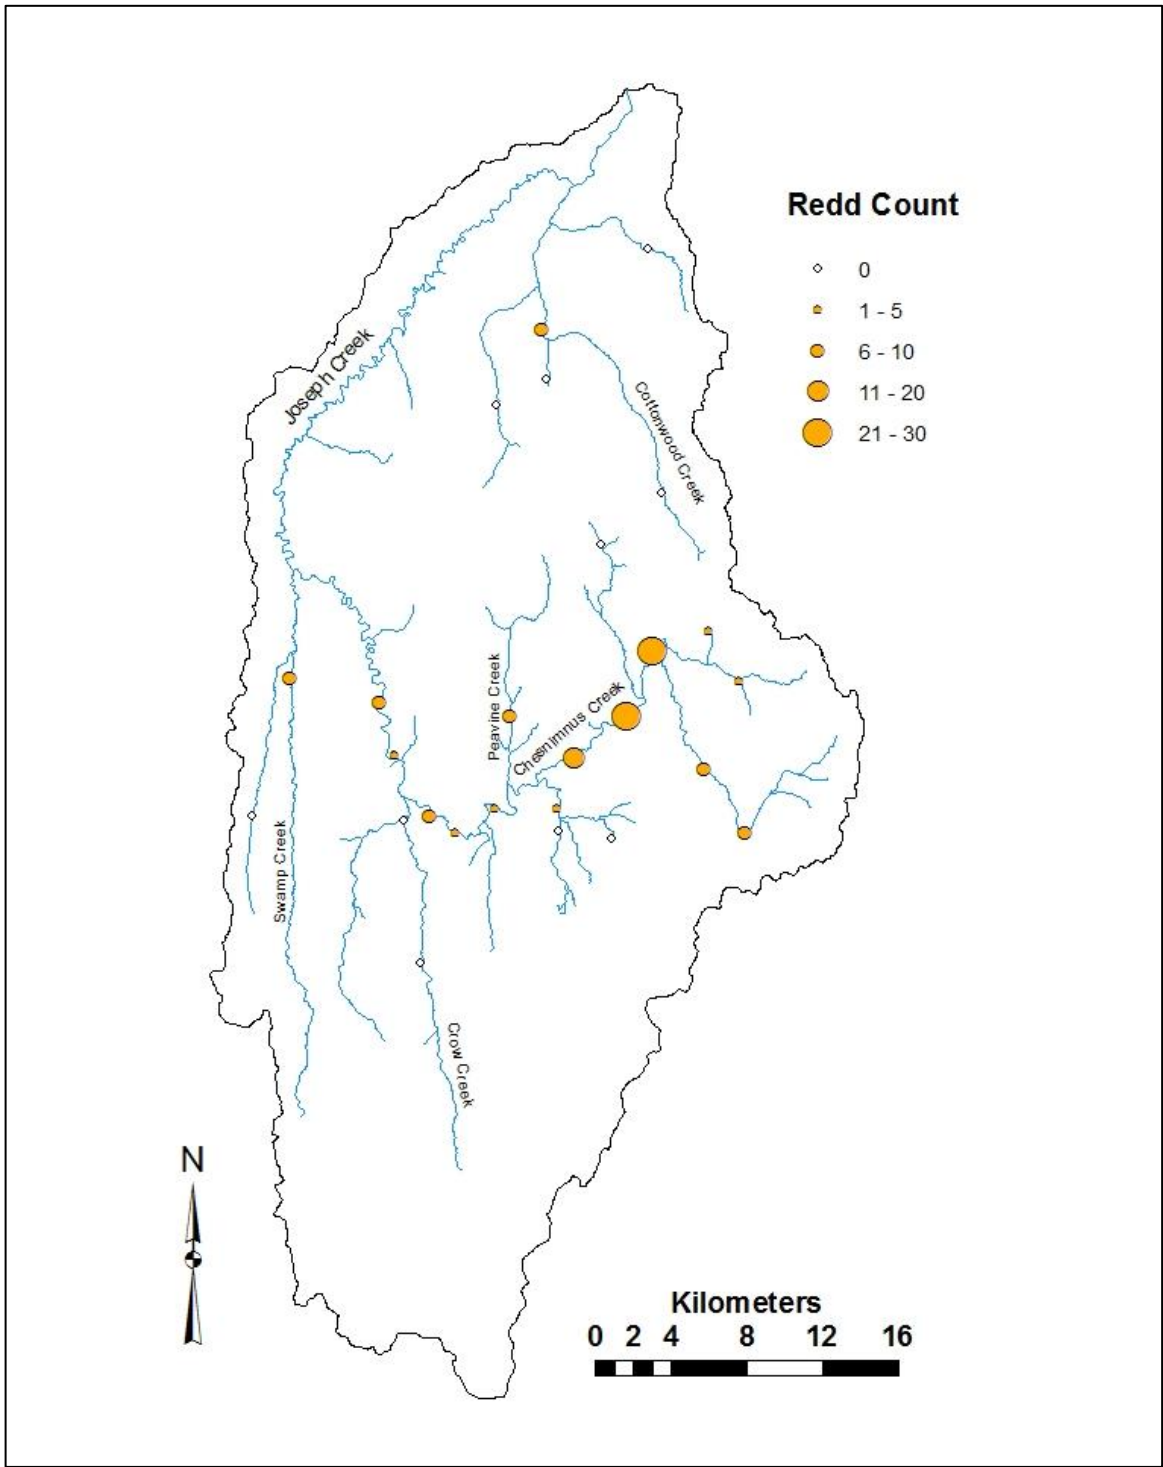 Redd Count
0
1 - 5
6 - 10
11 - 20
21 - 30
Joseph Creek
Cottonwood Creek
Peavine Creek
Chesnimnus Creek
Swamp Creek
Crow Creek
N
Kilometers
0 2 4 8 12 16